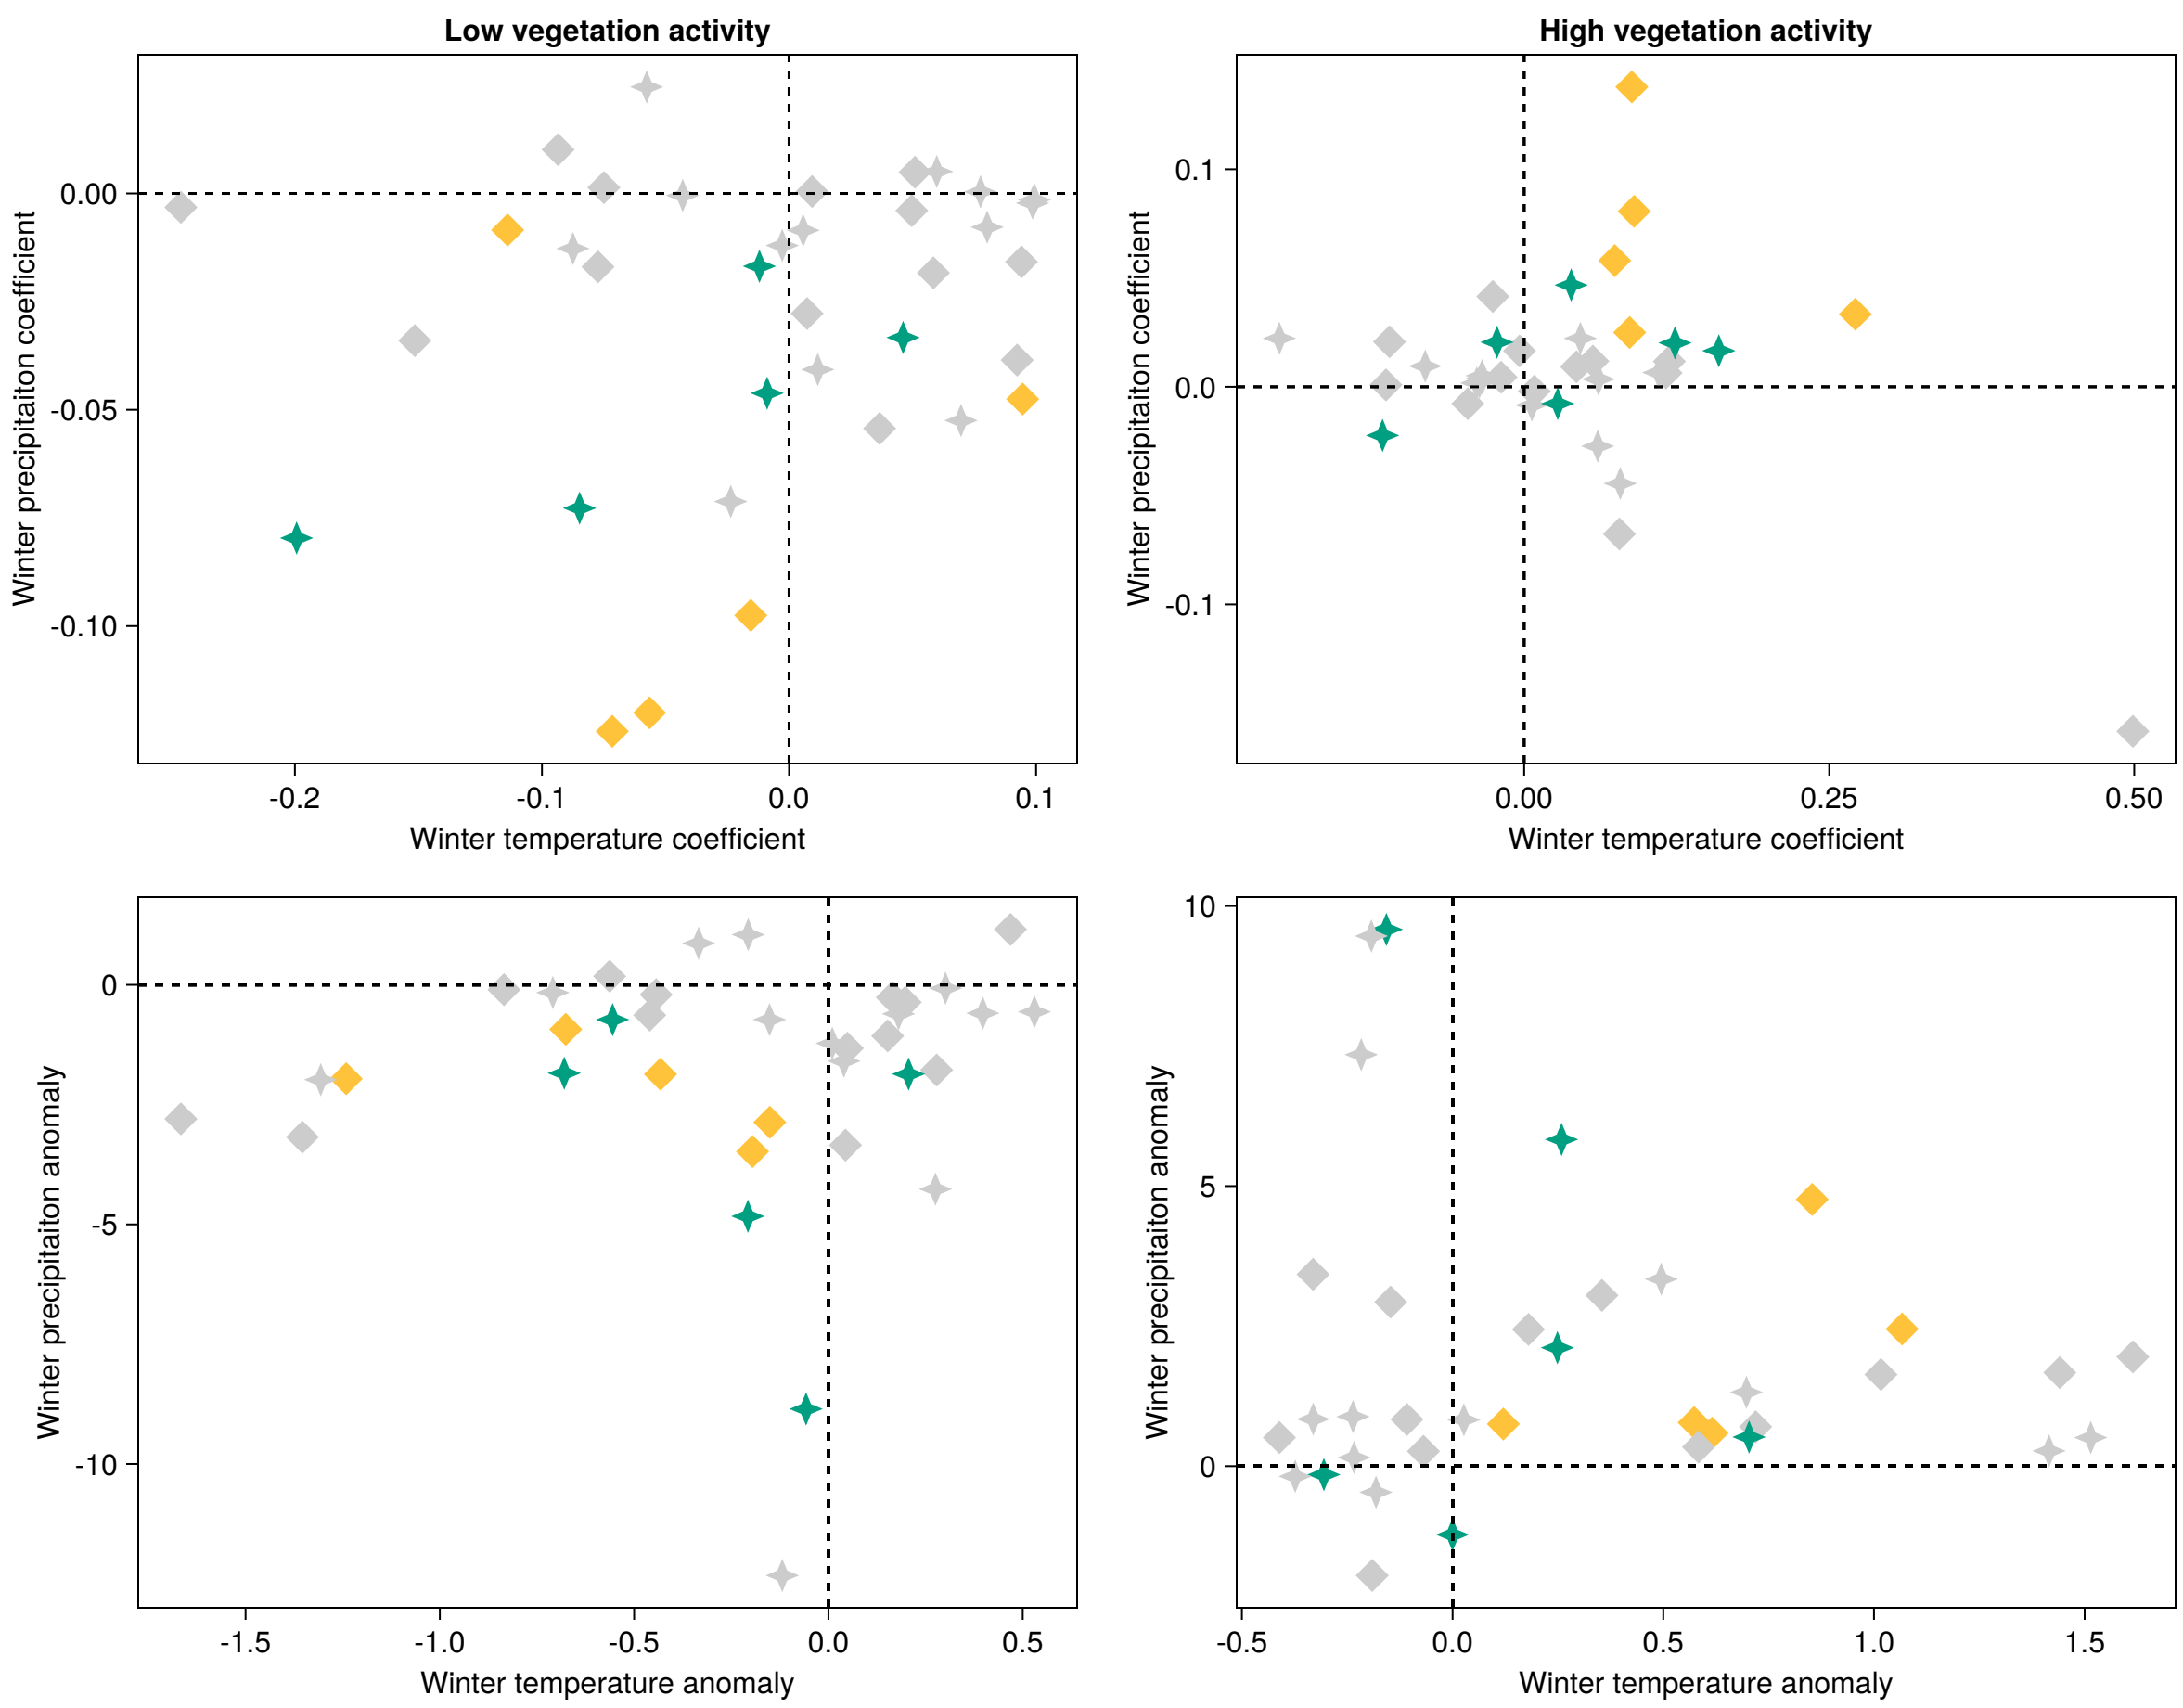 Low vegetation activity
High vegetation activity
Winter precipitaiton coefficient
0.00
-0.05
-0.10
-0.2
-0.1
0.0
0.1
Winter temperature coefficient
Winter precipitaiton coefficient
0.1
0.0
-0.1
0.00
0.25
0.50
Winter temperature coefficient
Winter precipitaiton anomaly
0
-5
-10
-1.5
-1.0
-0.5
0.0
0.5
Winter temperature anomaly
Winter precipitaiton anomaly
10
5
0
-0.5
0.0
0.5
1.0
1.5
Winter temperature anomaly